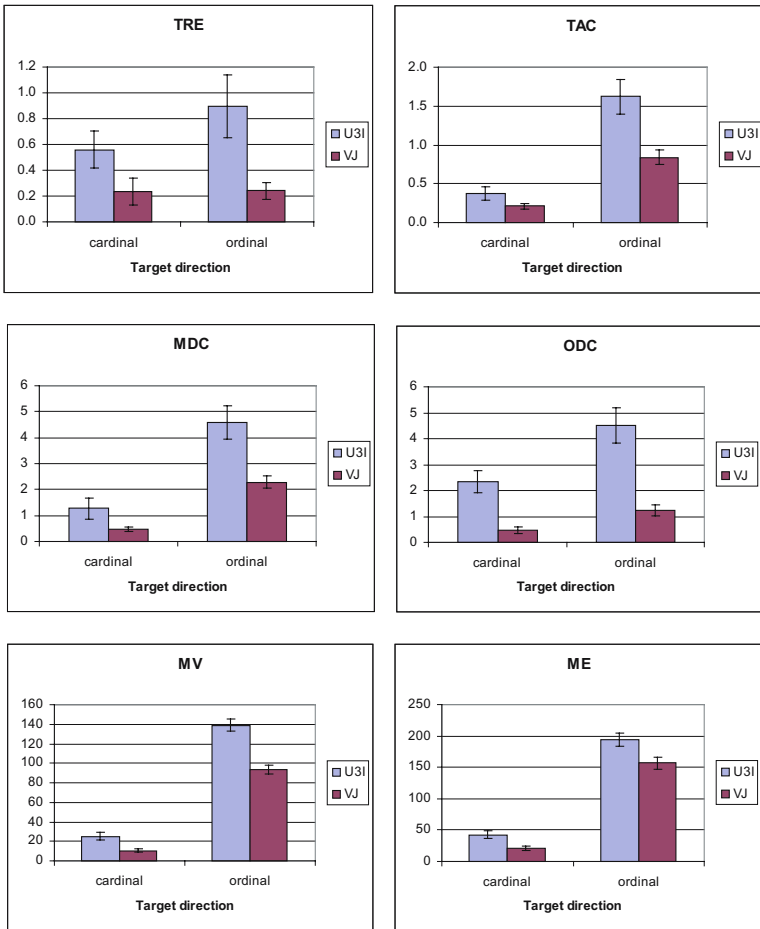 TRE
1.2
1.0
0.8
0.6
0.4
0.2
0.0
cardinal ordinal
Target direction
U3I
VJ
TAC
2.0
1.5
1.0
0.5
0.0
cardinal ordinal
Target direction
U3I
VJ
MDC
6
5
4
3
2
1
0
cardinal ordinal
Target direction
U3I
VJ
ODC
6
5
4
3
2
1
0
cardinal ordinal
Target direction
U3I
VJ
MV
160
140
120
100
80
60
40
20
0
cardinal ordinal
Target direction
U3I
VJ
ME
250
200
150
100
50
0
cardinal ordinal
Target direction
U3I
VJ